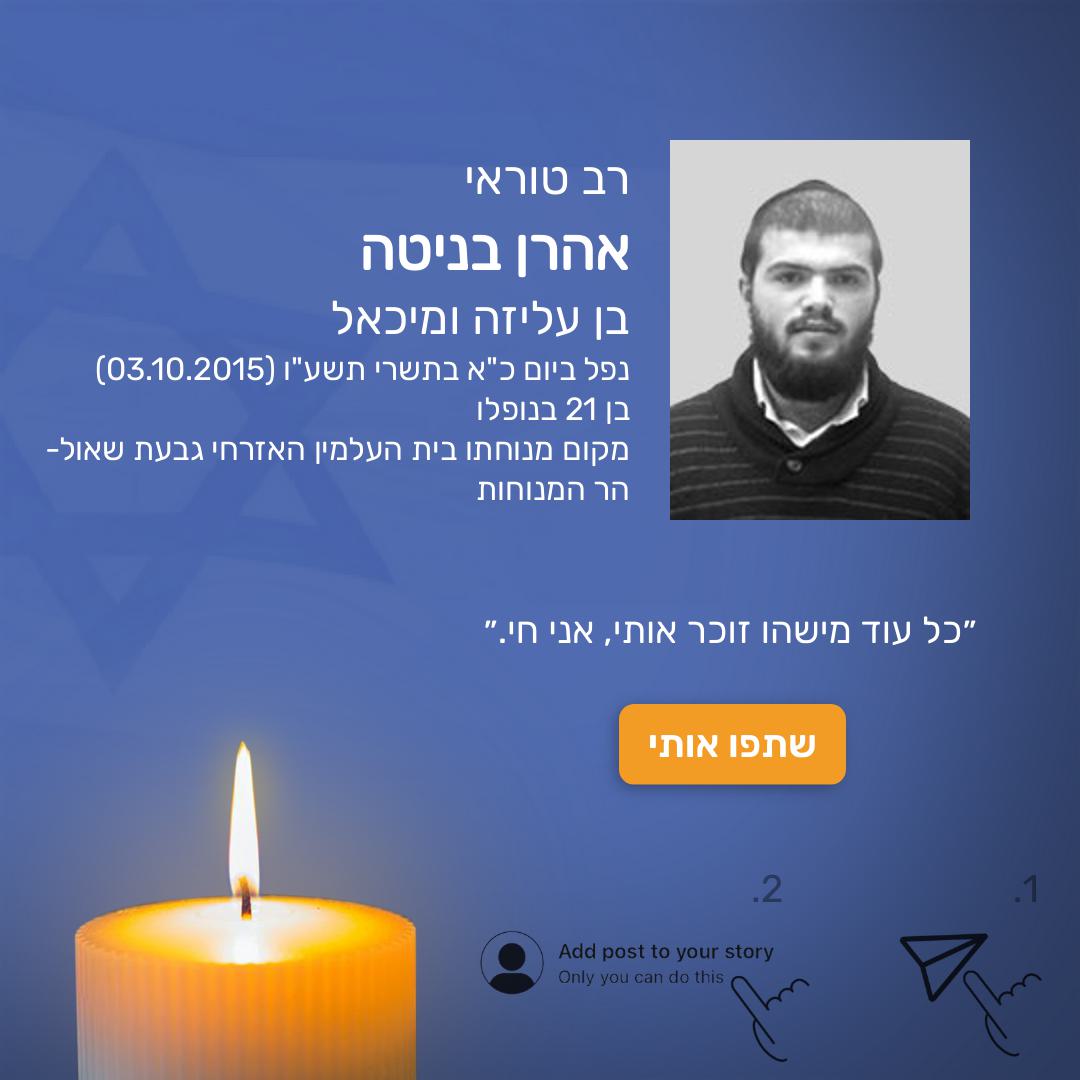 רב טוראי
אהרן בניטה
בן עליזה ומיכאל
נפל ביום כ"א בתשרי תשע"ו (03.10.2015)
בן 21 בנופלו
מקום מנוחתו בית העלמין האזרחי גבעת שאול-
הר המנוחות
״כל עוד מישהו זוכר אותי, אני חי.״
שתפו אותי
1.
2.
Add post to your story
Only you can do this